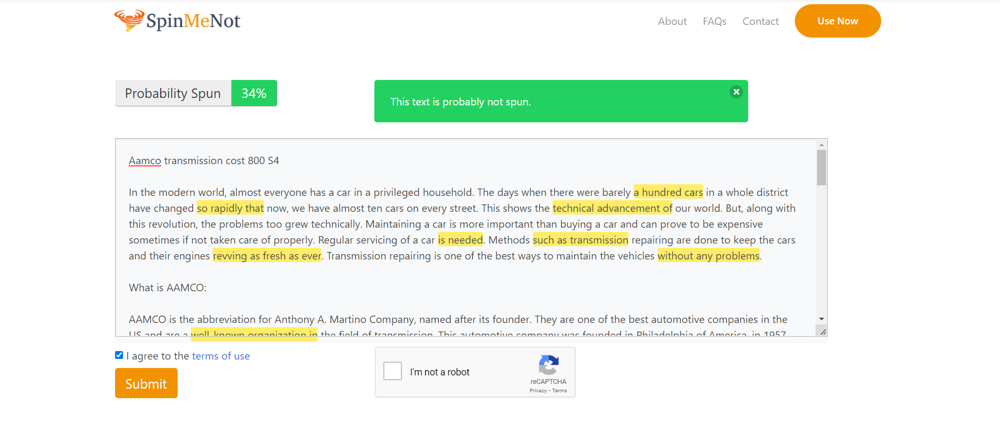 SpinMeNot
About FAQs Contact Use Now
Probability Spun 34%
This text is probably not spun.
Aamco transmission cost 800 S4
In the modern world, almost everyone has a car in a privileged household. The days when there were barely a hundred cars in a whole district
have changed so rapidly that now, we have almost ten cars on every street. This shows the technical advancement of our world. But, along with
this revolution, the problems too grew technically. Maintaining a car is more important than buying a car and can prove to be expensive
sometimes if not taken care of properly. Regular servicing of a car is needed. Methods such as transmission repairing are done to keep the cars
and their engines revving as fresh as ever. Transmission repairing is one of the best ways to maintain the vehicles without any problems.
What is AAMCO:
AAMCO is the abbreviation for Anthony A. Martino Company, named after its founder. They are one of the best automotive companies in the
US and are a well-known organization in the field of transmission. This automotive company was founded in Philadelphia of America, in 1957.
I agree to the terms of use
Submit
I'm not a robot
reCAPTCHA
Privacy - Terms